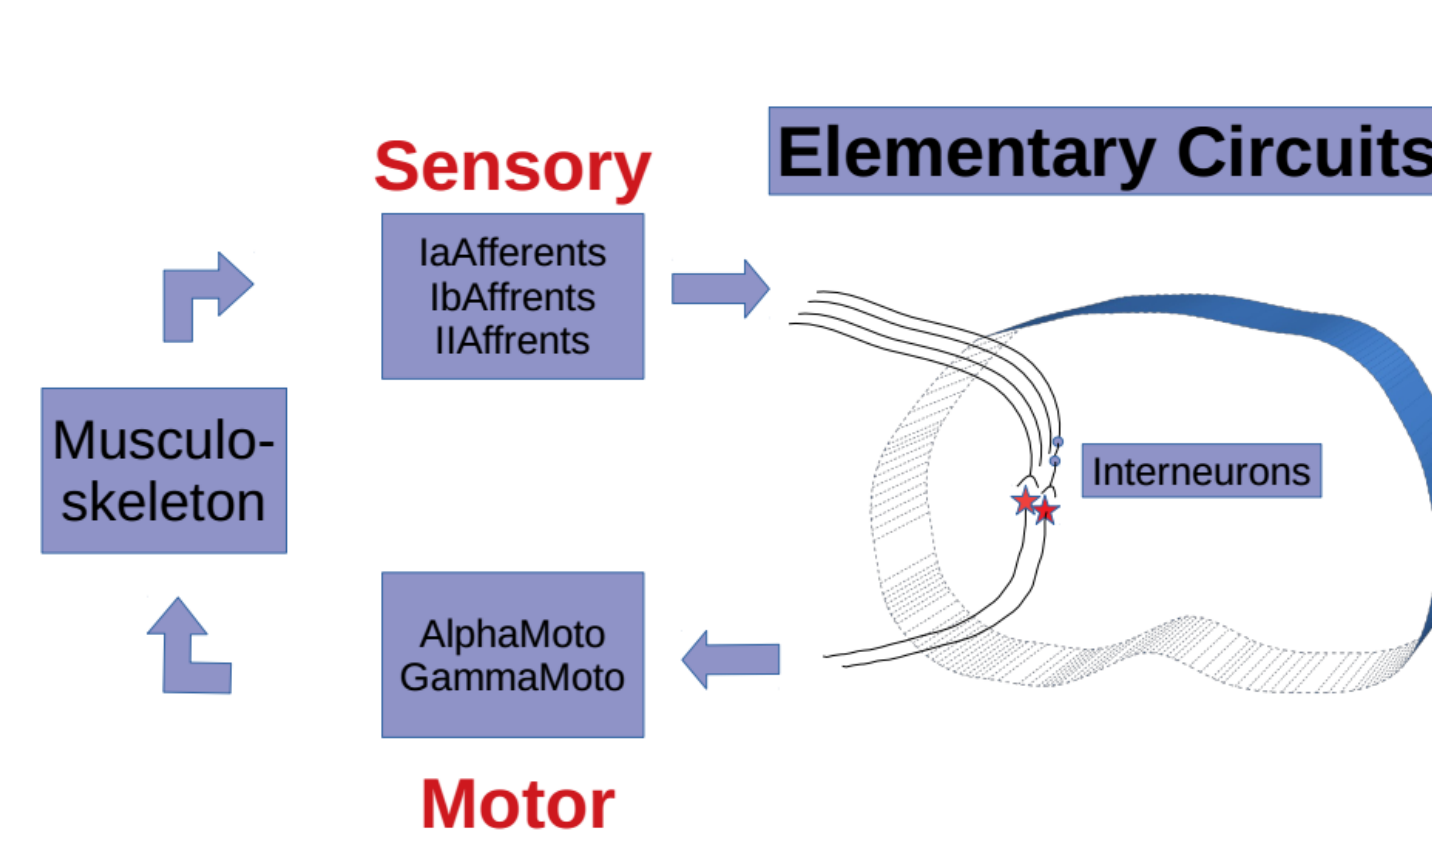 Elementary Circuits
Sensory
IaAfferents
IbAffrents
IIAffrents
Musculo-
skeleton
Interneurons
AlphaMoto
GammaMoto
Motor